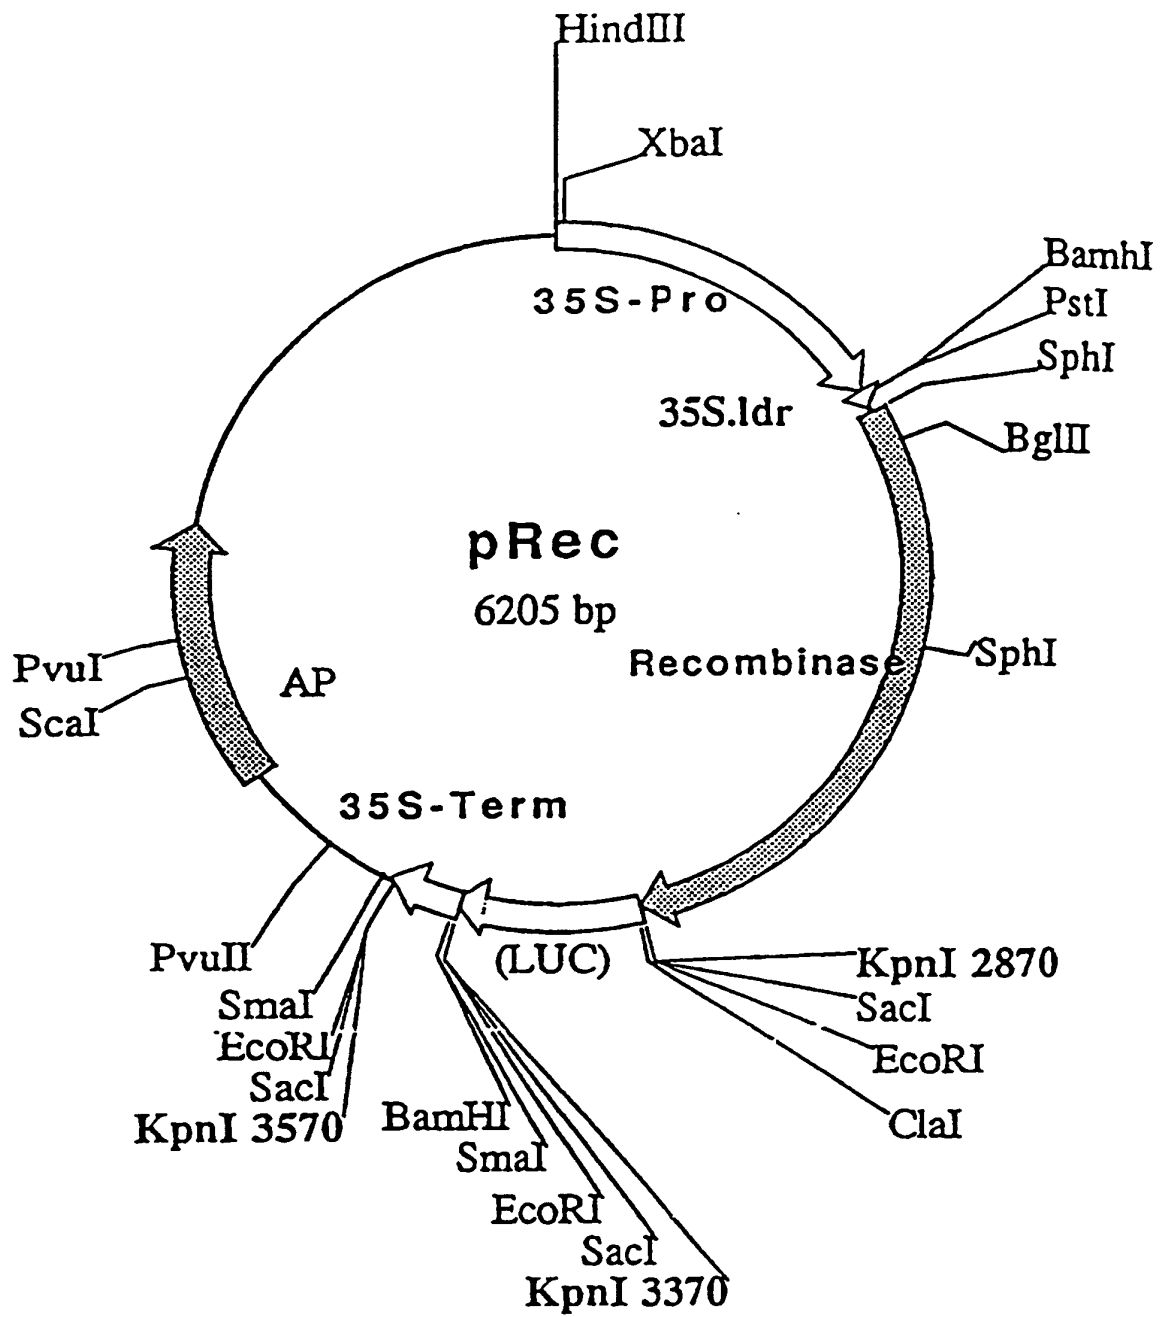 HindIII
XbaI
BamhI
PstI
35S-Pro
SphI
35S.ldr
BglII
pRec
6205 bp
Recombinase
SphI
PvuI
AP
ScaI
35S-Term
PvuII
(LUC)
KpnI 2870
SmaI
SacI
EcoRI
EcoRI
SacI
KpnI 3570
BamHI
ClaI
SmaI
EcoRI
SacI
KpnI 3370